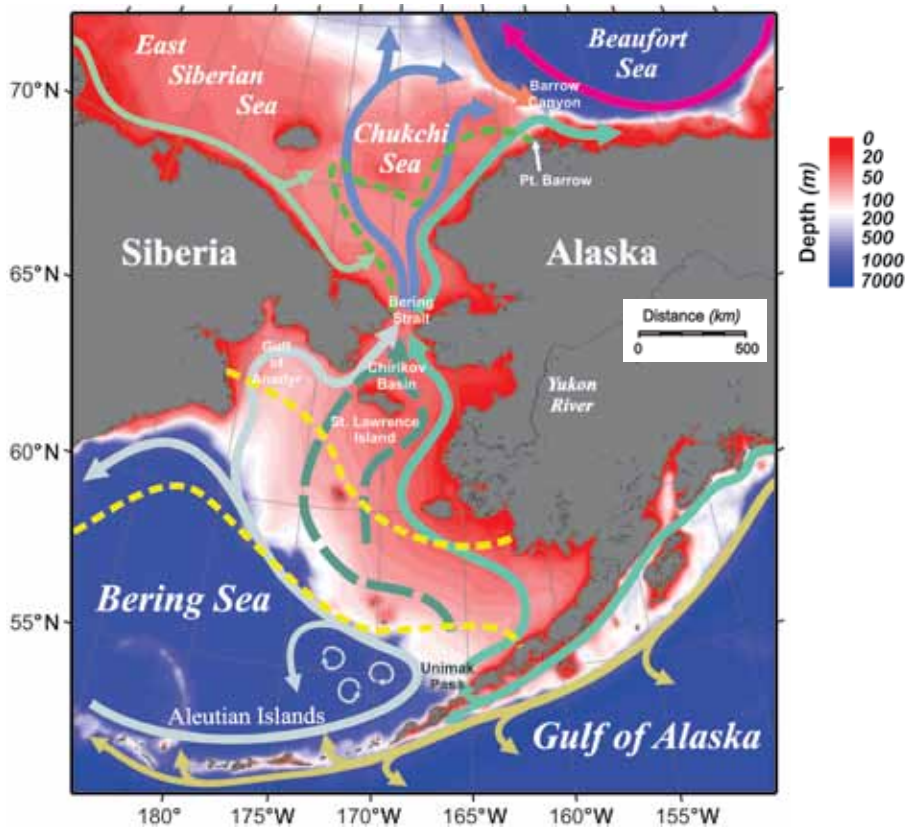 East
Siberian
Sea
Beaufort
Sea
70°N
Barrow
Canyon
Chukchi
Sea
Pt. Barrow
Depth (m)
0
20
50
100
200
500
1000
7000
Siberia
Alaska
65°N
Bering
Strait
Distance (km)
0
500
Gulf
of
Anadyr
Chirikov
Basin
Yukon
River
St. Lawrence
Island
60°N
Bering Sea
55°N
Unimak
Pass
Aleutian Islands
Gulf of Alaska
180°
175°W
170°W
165°W
160°W
155°W